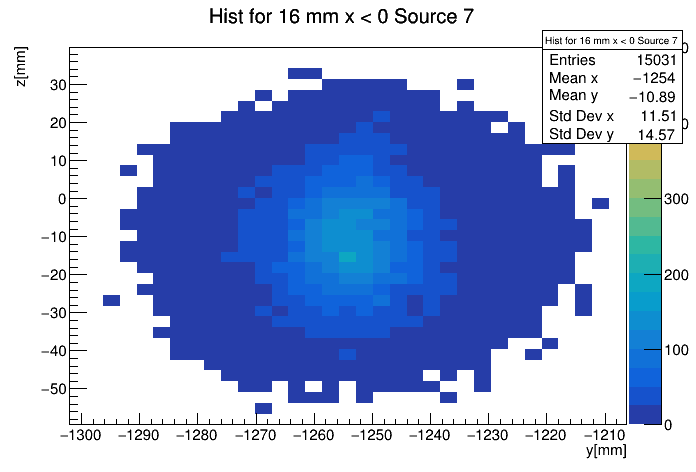 Hist for 16 mm x < 0 Source 7
z[mm]
Hist for 16 mm x < 0 Source 7
Entries 15031
Mean x −1254
Mean y −10.89
Std Dev x 11.51
Std Dev y 14.57
30
20
10
0
−10
−20
−30
−40
−50
300
200
100
0
−1300 −1290 −1280 −1270 −1260 −1250 −1240 −1230 −1220 −1210
y[mm]